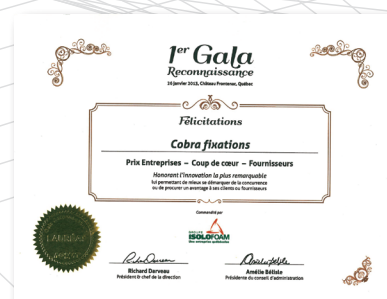 1er Gala
Reconnaissance
26 janvier 2013, Château Frontenac, Québec
Félicitations
Cobra fixations
Prix Entreprises – Coup de cœur – Fournisseurs
Honorant l'innovation la plus remarquable
lui permettant de mieux se démarquer de la concurrence
ou de procurer un avantage à ses clients ou fournisseurs
Commandité par
GROUPE
ISOLOFOAM
Richard Darveau
Président & chef de la direction
Amélie Bélisle
Présidente du conseil d'administration